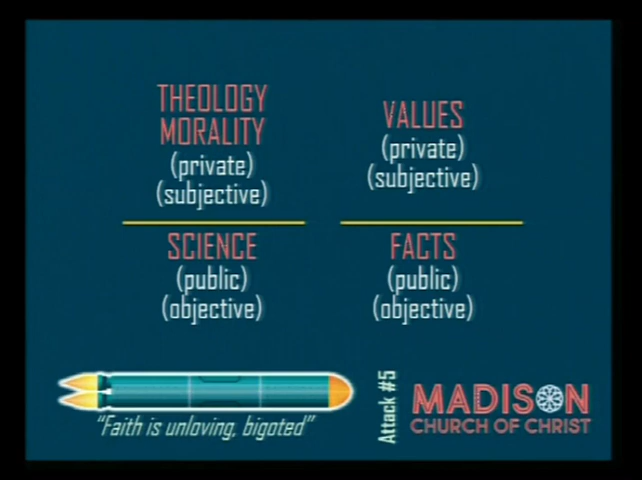 THEOLOGY
MORALITY
(private)
(subjective)
SCIENCE
(public)
(objective)
VALUES
(private)
(subjective)
FACTS
(public)
(objective)
"Faith is unloving, bigoted"
Attack #5
MADISON
CHURCH OF CHRIST